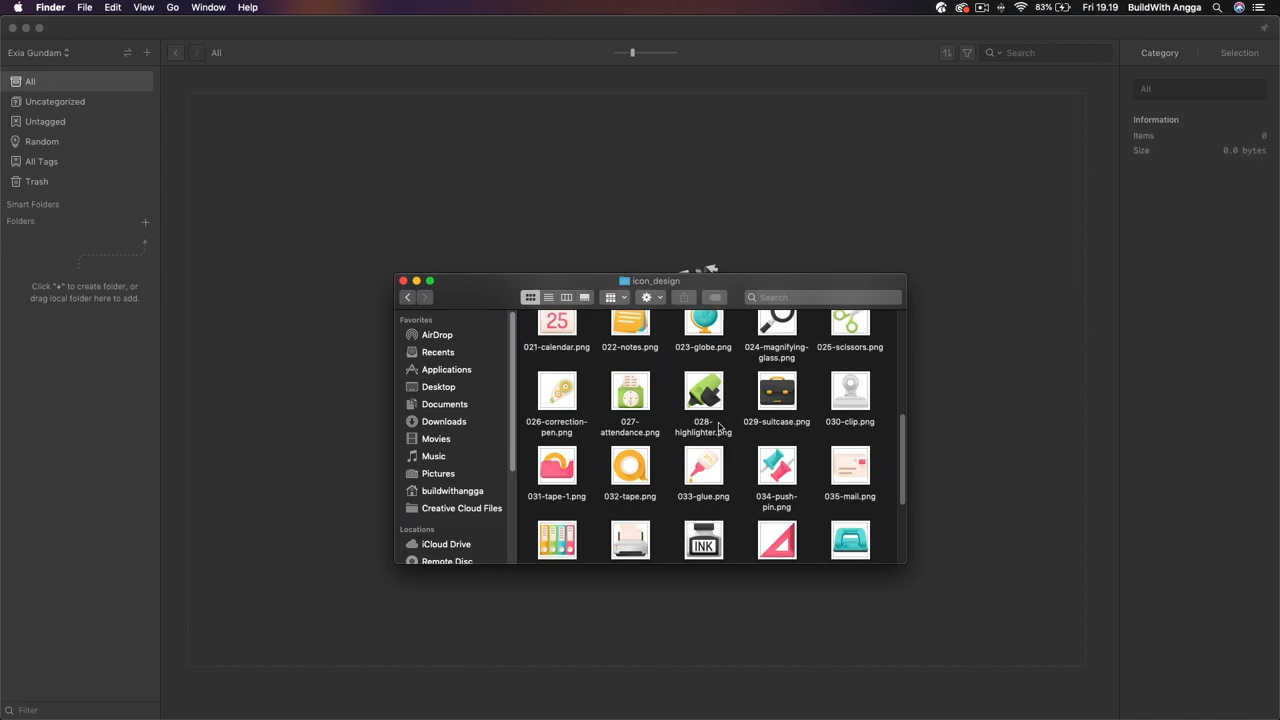 Finder File Edit View Go Window Help 83% Fri 19.19 BuildWith Angga
Exia Gundam
All
Search
Category Selection
All
Uncategorized
Untagged
Random
All Tags
Trash
Smart Folders
Folders
Click "+" to create folder, or
drag local folder here to add.
Filter
All
Information
Items 0
Size 0.0 bytes
icon_design
Search
Favorites
AirDrop
Recents
Applications
Desktop
Documents
Downloads
Movies
Music
Pictures
buildwithangga
Creative Cloud Files
Locations
iCloud Drive
Remote Disc
25
021-calendar.png
022-notes.png
023-globe.png
024-magnifying-
glass.png
025-scissors.png
026-correction-
pen.png
027-
attendance.png
028-
highlighter.png
029-suitcase.png
030-clip.png
031-tape-1.png
032-tape.png
033-glue.png
034-push-
pin.png
035-mail.png
INK